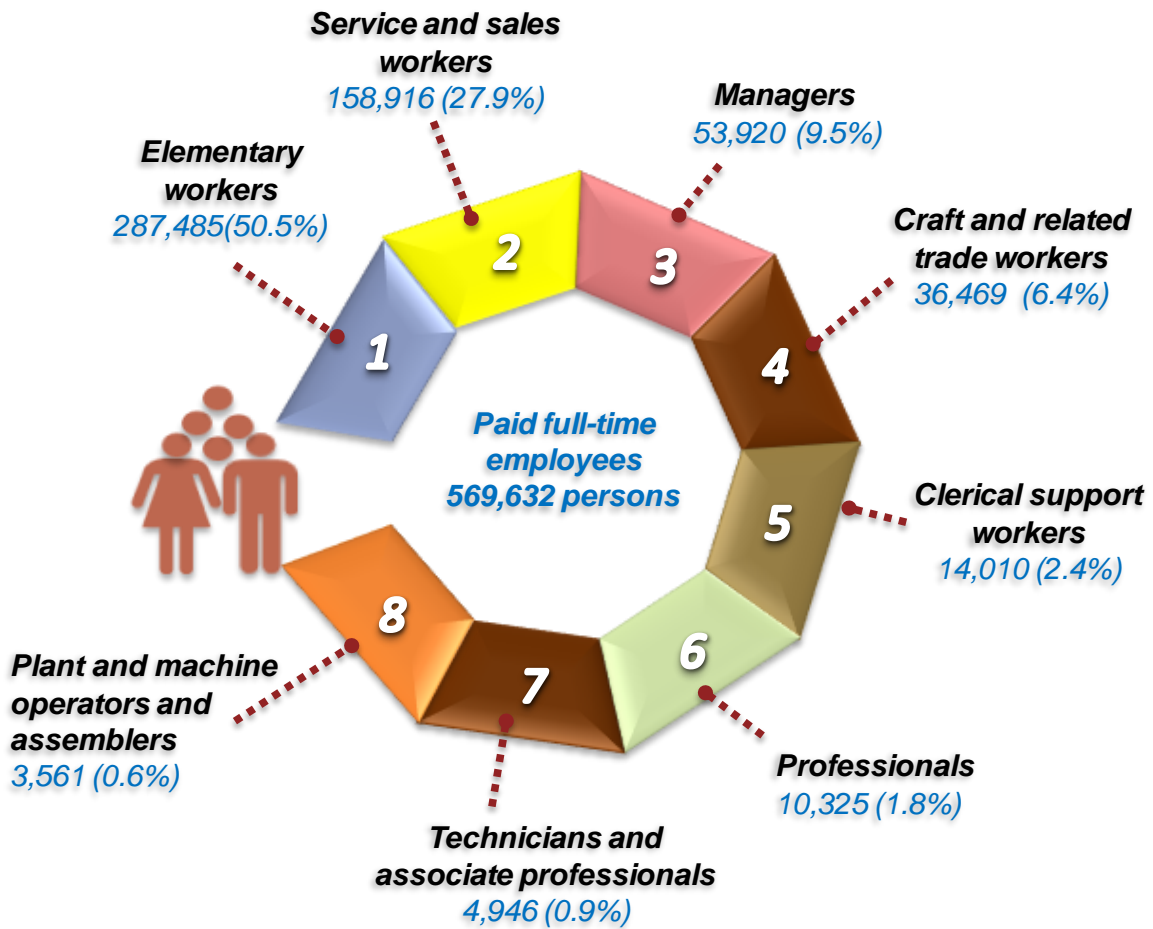 Service and sales
workers
158,916 (27.9%)
Managers
53,920 (9.5%)
Elementary
workers
287,485(50.5%)
Craft and related
trade workers
36,469 (6.4%)
1
2
3
4
5
6
7
8
Paid full-time
employees
569,632 persons
Clerical support
workers
14,010 (2.4%)
Professionals
10,325 (1.8%)
Technicians and
associate professionals
4,946 (0.9%)
Plant and machine
operators and
assemblers
3,561 (0.6%)